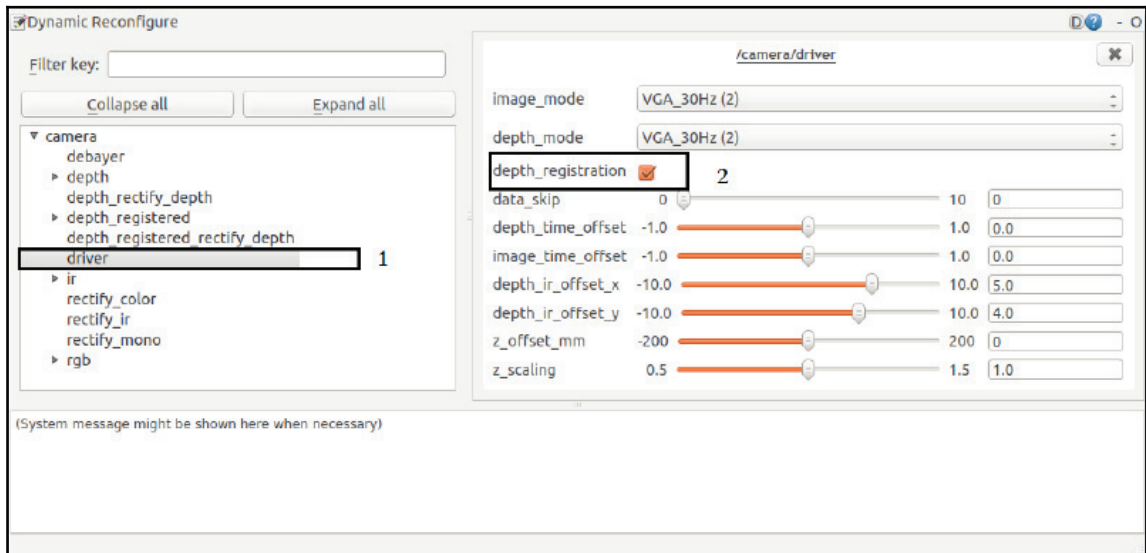 Dynamic Reconfigure
D ? - O
Filter key:
Collapse all Expand all
▼ camera
debayer
▶ depth
depth_rectify_depth
▶ depth_registered
depth_registered_rectify_depth
driver 1
▶ ir
rectify_color
rectify_ir
rectify_mono
▶ rgb
/camera/driver
image_mode VGA_30Hz (2)
depth_mode VGA_30Hz (2)
depth_registration 2
data_skip 0 10 0
depth_time_offset -1.0 1.0 0.0
image_time_offset -1.0 1.0 0.0
depth_ir_offset_x -10.0 10.0 5.0
depth_ir_offset_y -10.0 10.0 4.0
z_offset_mm -200 200 0
z_scaling 0.5 1.5 1.0
(System message might be shown here when necessary)